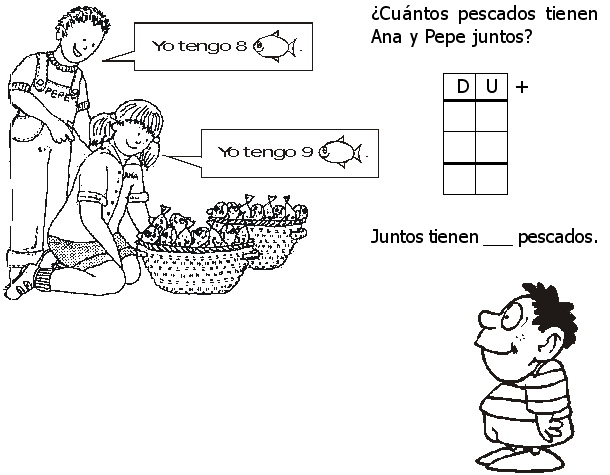 Yo tengo 8 .
PEPE
Yo tengo 9 .
ANA
¿Cuántos pescados tienen
Ana y Pepe juntos?
D U +
Juntos tienen ___ pescados.